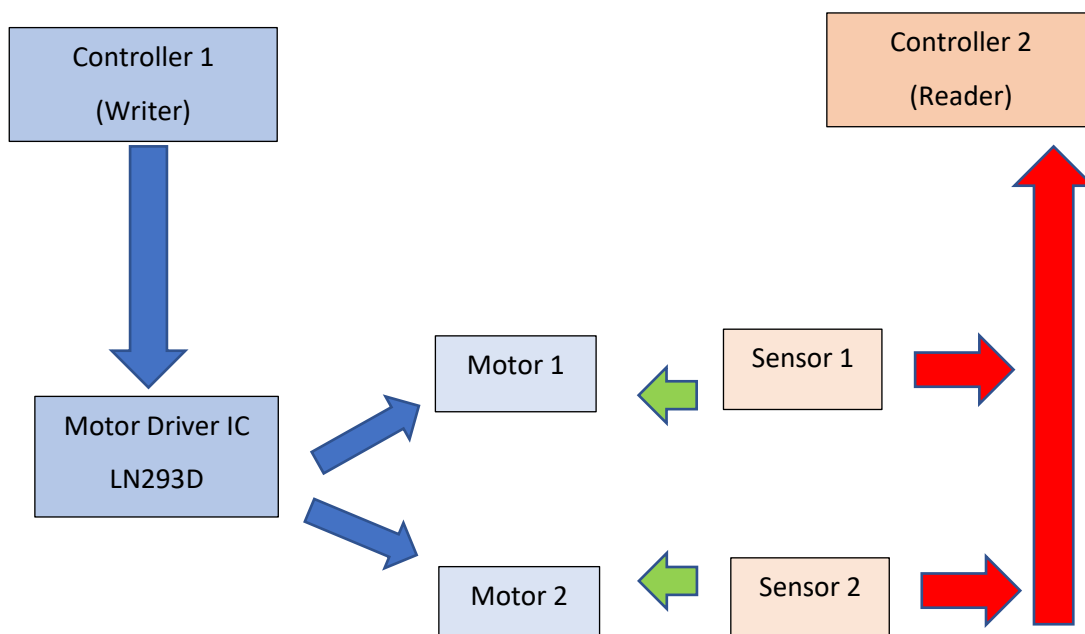 Controller 1
(Writer)
Controller 2
(Reader)
Motor 1
Sensor 1
Motor Driver IC
LN293D
Motor 2
Sensor 2